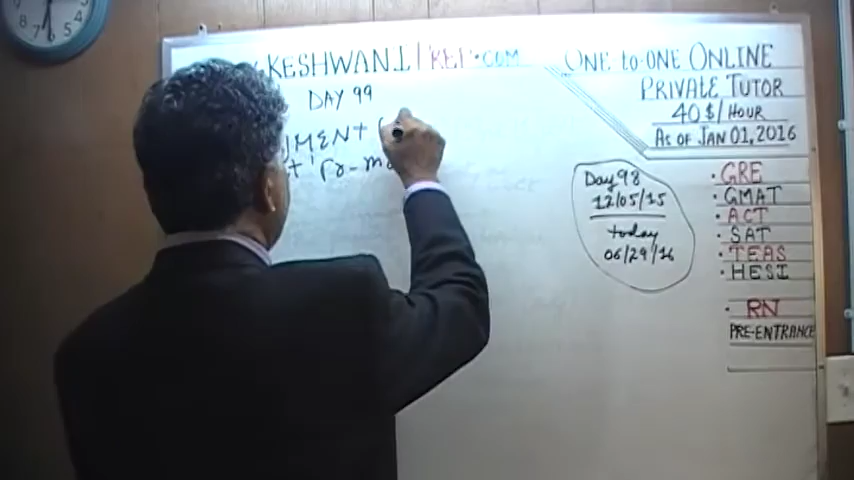 KESHWANI KEF.COM
DAY 99
ONE to-ONE ONLINE
PRIVATE TUTOR
40$/HOUR
AS OF JAN 01, 2016
Day 98
12/05/15
today
06/29/16
• GRE
• GMAT
• ACT
• SAT
• TEAS
• HESI
• RN
PRE-ENTRANCE